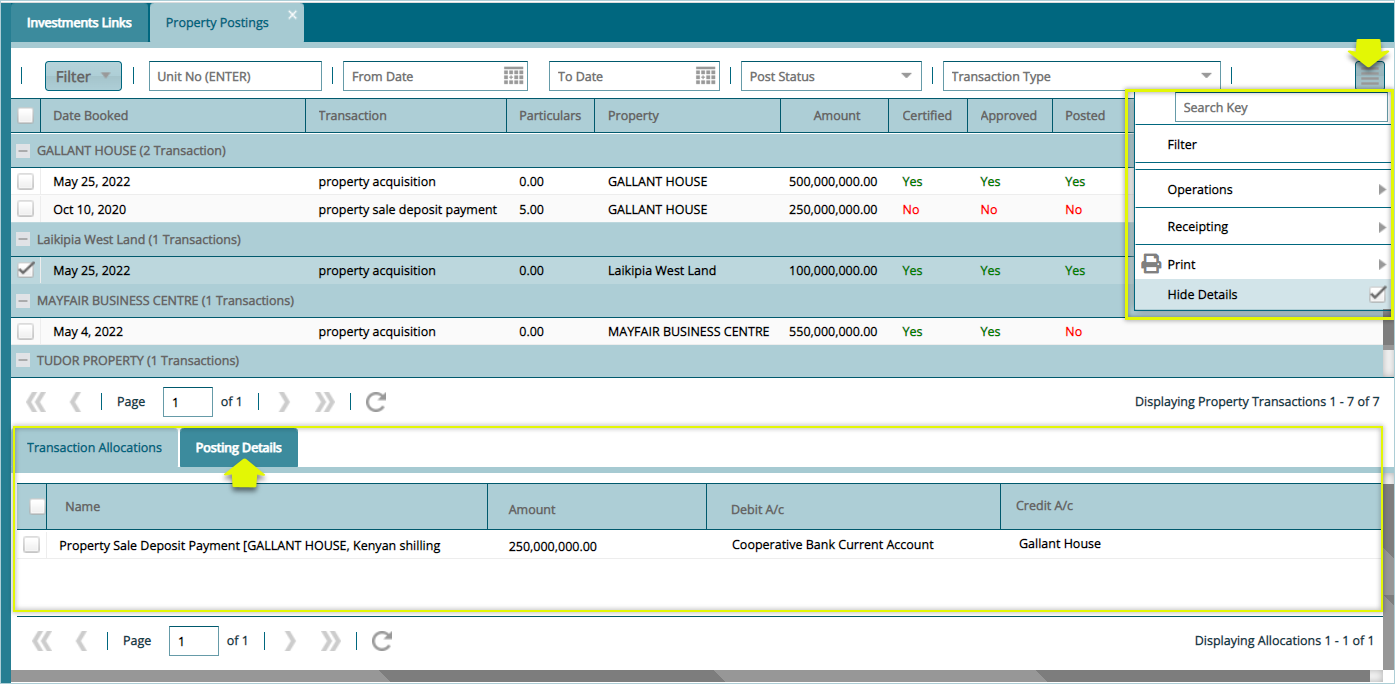 Investments Links Property Postings
Filter Unit No (ENTER) From Date To Date Post Status Transaction Type
Date Booked Transaction Particulars Property Amount Certified Approved Posted
GALLANT HOUSE (2 Transaction)
May 25, 2022 property acquisition 0.00 GALLANT HOUSE 500,000,000.00 Yes Yes Yes
Oct 10, 2020 property sale deposit payment 5.00 GALLANT HOUSE 250,000,000.00 No No No
Laikipia West Land (1 Transactions)
May 25, 2022 property acquisition 0.00 Laikipia West Land 100,000,000.00 Yes Yes Yes
MAYFAIR BUSINESS CENTRE (1 Transactions)
May 4, 2022 property acquisition 0.00 MAYFAIR BUSINESS CENTRE 550,000,000.00 Yes Yes No
TUDOR PROPERTY (1 Transactions)
Search Key
Filter
Operations
Receipting
Print
Hide Details
Page 1 of 1 Displaying Property Transactions 1 - 7 of 7
Transaction Allocations Posting Details
Name Amount Debit A/c Credit A/c
Property Sale Deposit Payment [GALLANT HOUSE, Kenyan shilling 250,000,000.00 Cooperative Bank Current Account Gallant House
Page 1 of 1 Displaying Allocations 1 - 1 of 1